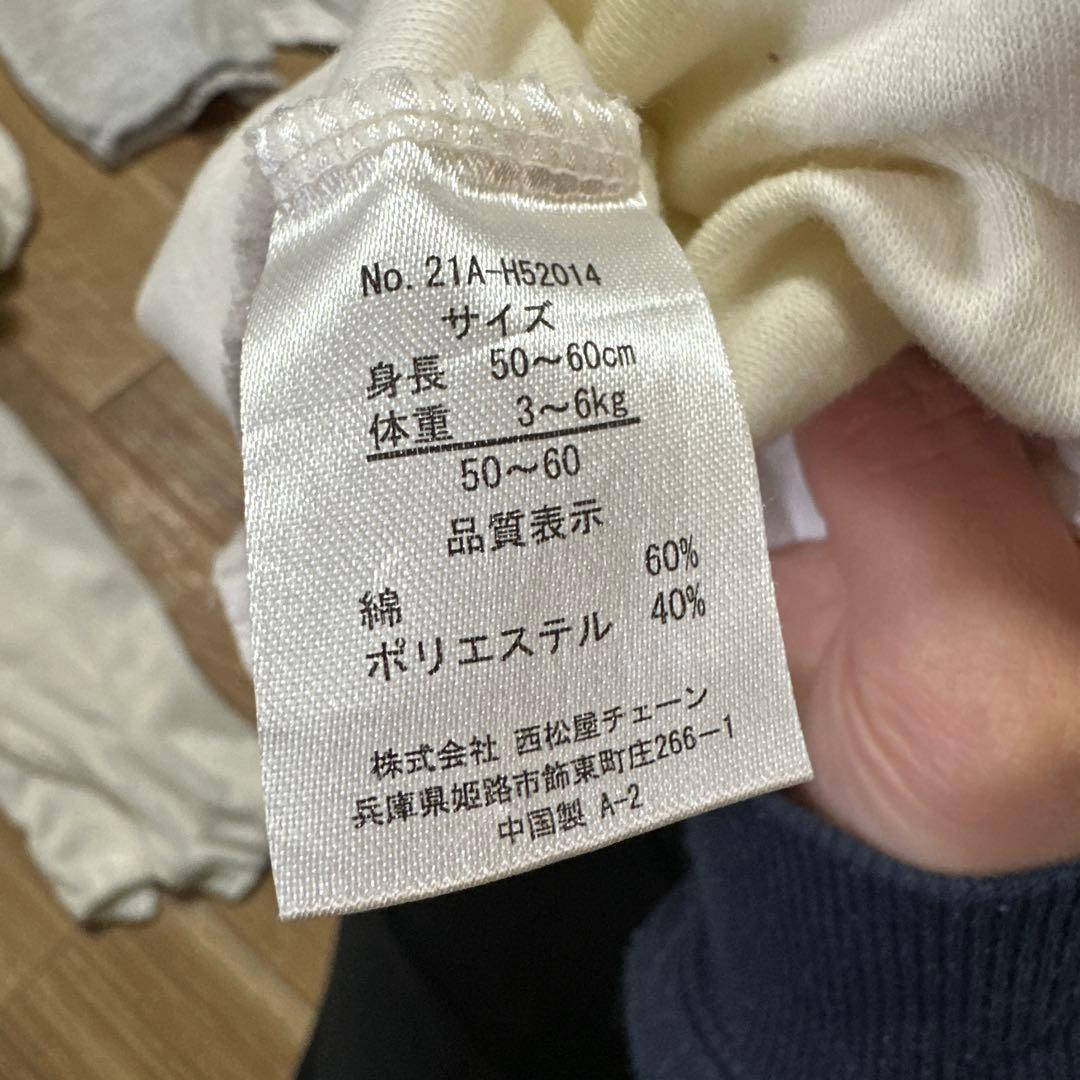 No. 21A-H52014
サイズ
身長 50～60cm
体重 3～6kg
50～60
品質表示
綿 60%
ポリエステル 40%
株式会社 西松屋チェーン
兵庫県姫路市飾東町庄266-1
中国製 A-2